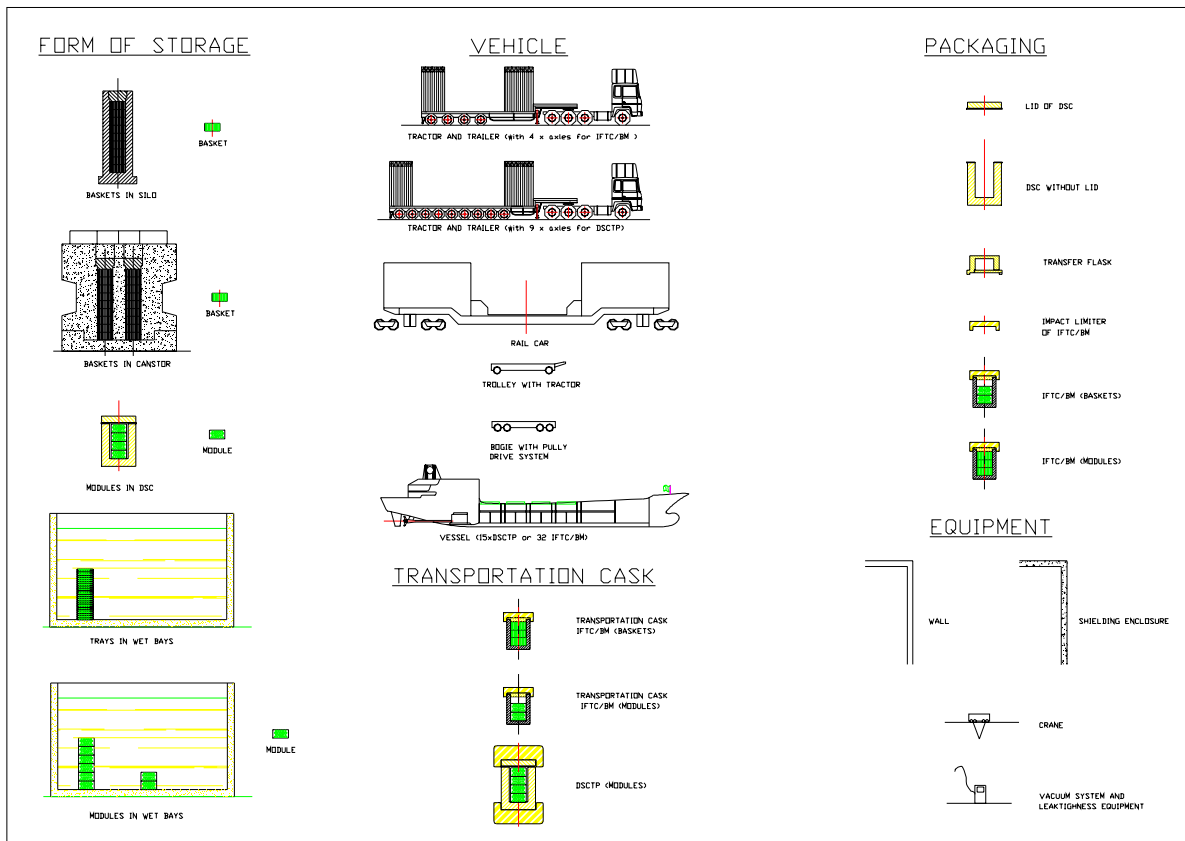 FORM OF STORAGE
BASKET
BASKETS IN SILO
BASKET
BASKETS IN CANSTOR
MODULE
MODULES IN DSC
TRAYS IN WET BAYS
MODULE
MODULES IN WET BAYS
VEHICLE
TRACTOR AND TRAILER (with 4 x axles for IFTC/BM )
TRACTOR AND TRAILER (with 9 x axles for DSCTP)
RAIL CAR
TROLLEY WITH TRACTOR
BOGIE WITH PULLY
DRIVE SYSTEM
VESSEL (15xDSCTP or 32 IFTC/BM)
TRANSPORTATION CASK
TRANSPORTATION CASK
IFTC/BM (BASKETS)
TRANSPORTATION CASK
IFTC/BM (MODULES)
DSCTP (MODULES)
PACKAGING
LID OF DSC
DSC WITHOUT LID
TRANSFER FLASK
IMPACT LIMITER
OF IFTC/BM
IFTC/BM (BASKETS)
IFTC/BM (MODULES)
EQUIPMENT
WALL
SHIELDING ENCLOSURE
CRANE
VACUUM SYSTEM AND
LEAKTIGHNESS EQUIPMENT